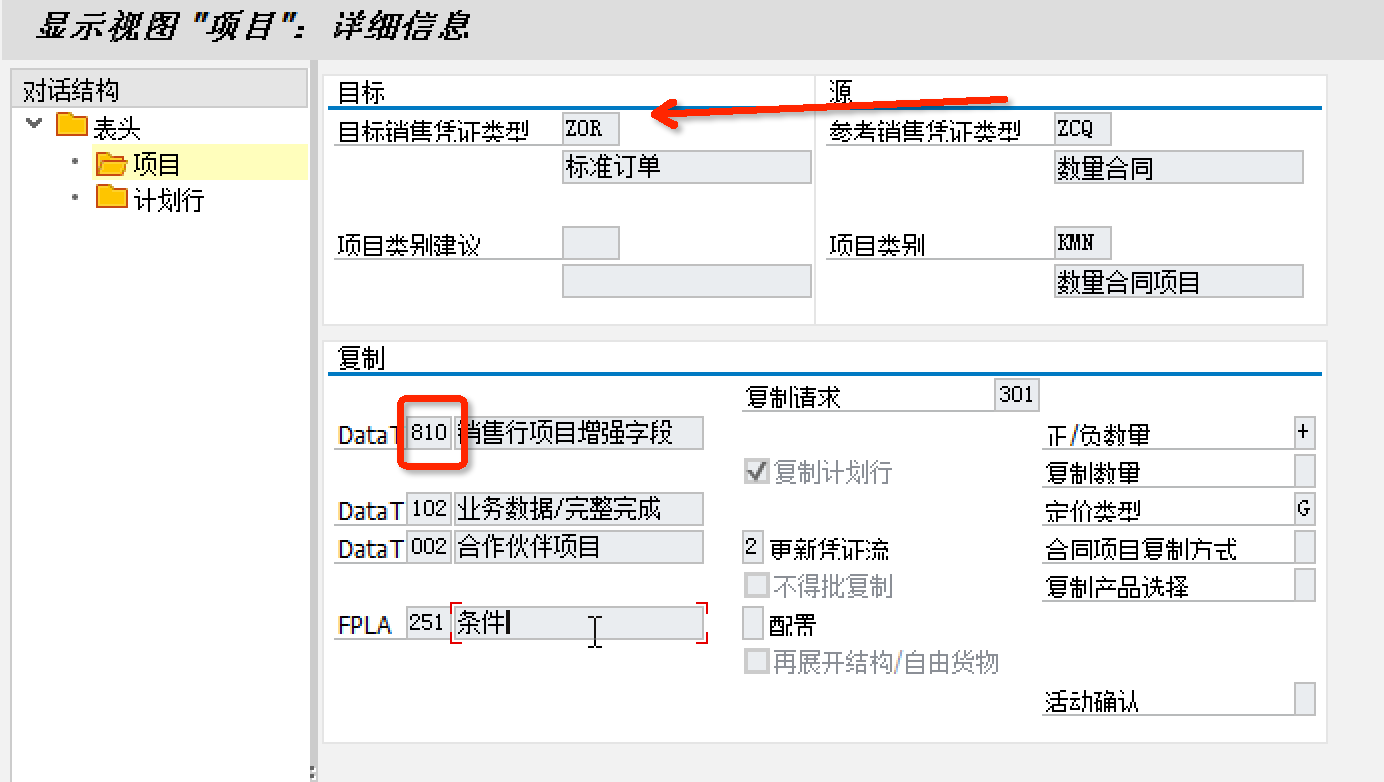 显示视图 "项目": 详细信息
对话结构
表头
项目
计划行
目标
源
目标销售凭证类型 ZOR
标准订单
参考销售凭证类型 ZCQ
数量合同
项目类别建议
项目类别 KMN
数量合同项目
复制
复制请求 301
DataT 810 销售行项目增强字段
正/负数量 +
复制计划行
复制数量
DataT 102 业务数据/完整完成
定价类型 G
DataT 002 合作伙伴项目
2 更新凭证流
合同项目复制方式
不得批复制
复制产品选择
FPLA 251 条件
配置
再展开结构/自由货物
活动确认